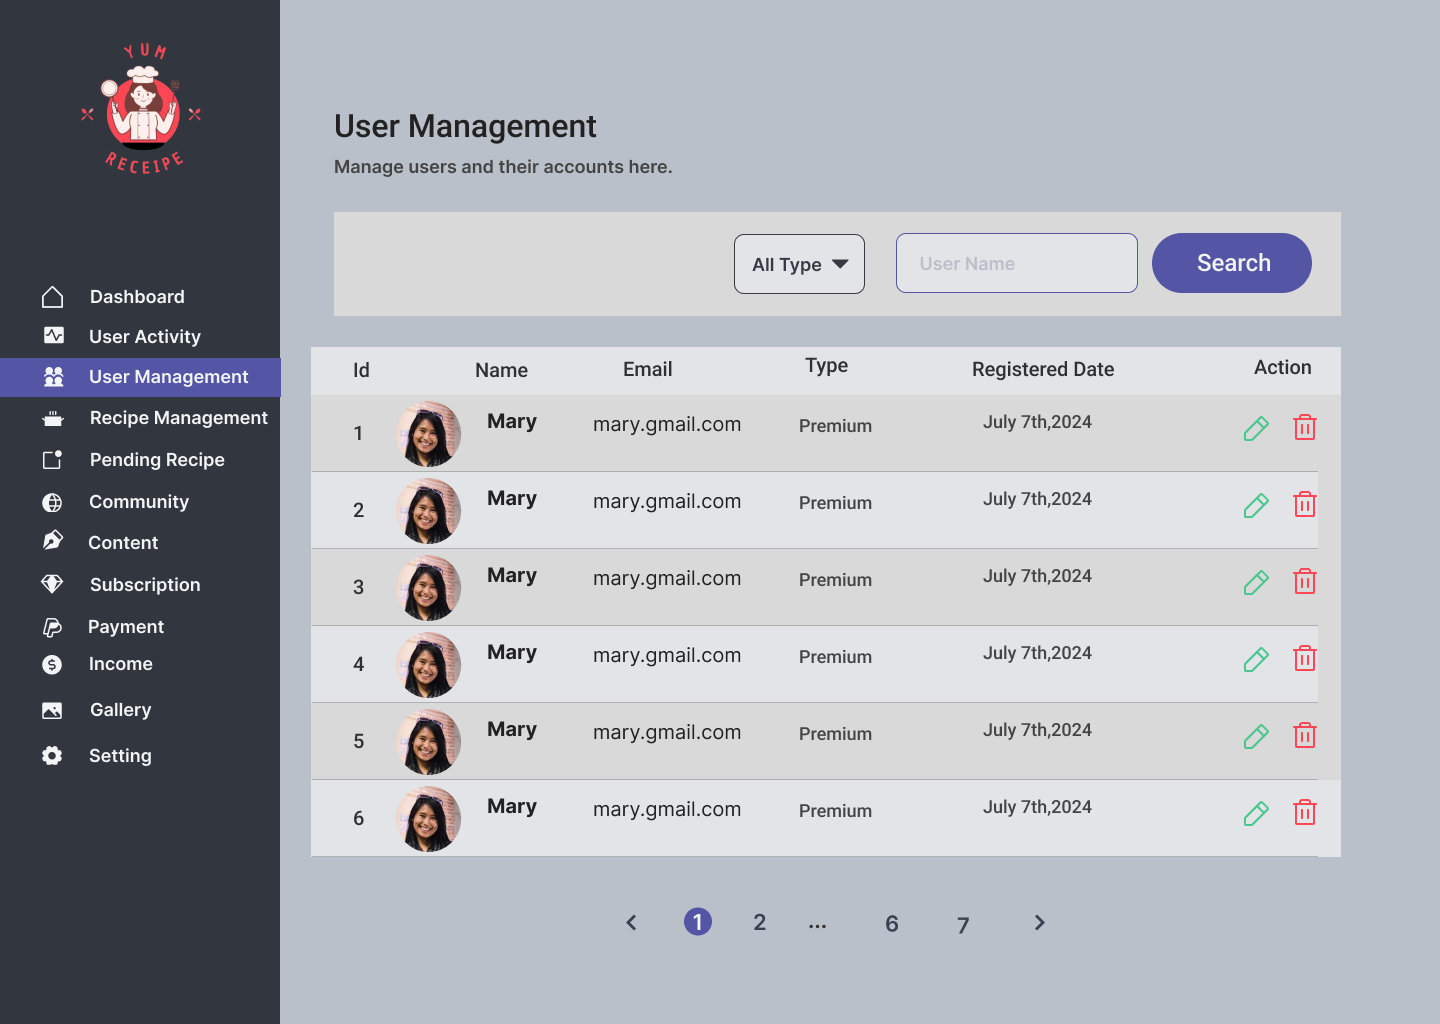 YUM
RECEIPE
Dashboard
User Activity
User Management
Recipe Management
Pending Recipe
Community
Content
Subscription
Payment
Income
Gallery
Setting
User Management
Manage users and their accounts here.
All Type User Name Search
Id Name Email Type Registered Date Action
1 Mary mary.gmail.com Premium July 7th,2024
2 Mary mary.gmail.com Premium July 7th,2024
3 Mary mary.gmail.com Premium July 7th,2024
4 Mary mary.gmail.com Premium July 7th,2024
5 Mary mary.gmail.com Premium July 7th,2024
6 Mary mary.gmail.com Premium July 7th,2024
1 2 ... 6 7